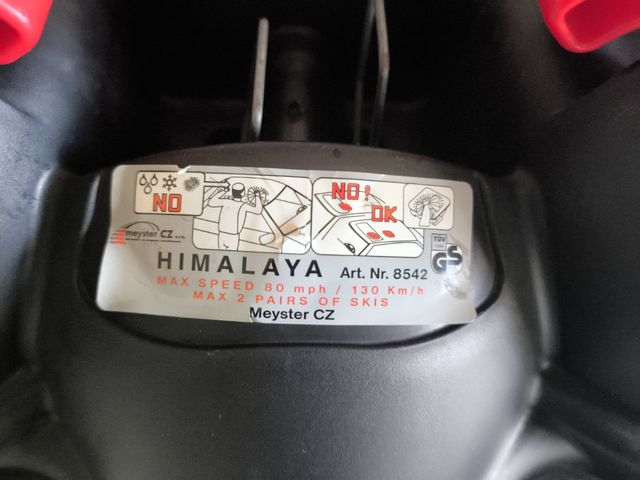 NO
NO!
OK
meyster CZ s.r.o.
TÜV
GS
HIMALAYA Art. Nr. 8542
MAX SPEED 80 mph / 130 Km/h
MAX 2 PAIRS OF SKIS
Meyster CZ